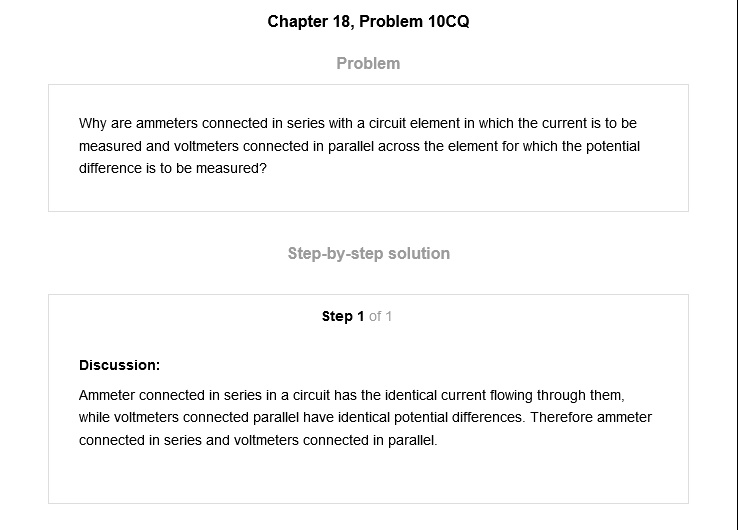 Chapter 18, Problem 10CQ
Problem
Why are ammeters connected in series with a circuit element in which the current is to be
measured and voltmeters connected in parallel across the element for which the potential
difference is to be measured?
Step-by-step solution
Step 1 of 1
Discussion:
Ammeter connected in series in a circuit has the identical current flowing through them,
while voltmeters connected parallel have identical potential differences. Therefore ammeter
connected in series and voltmeters connected in parallel.